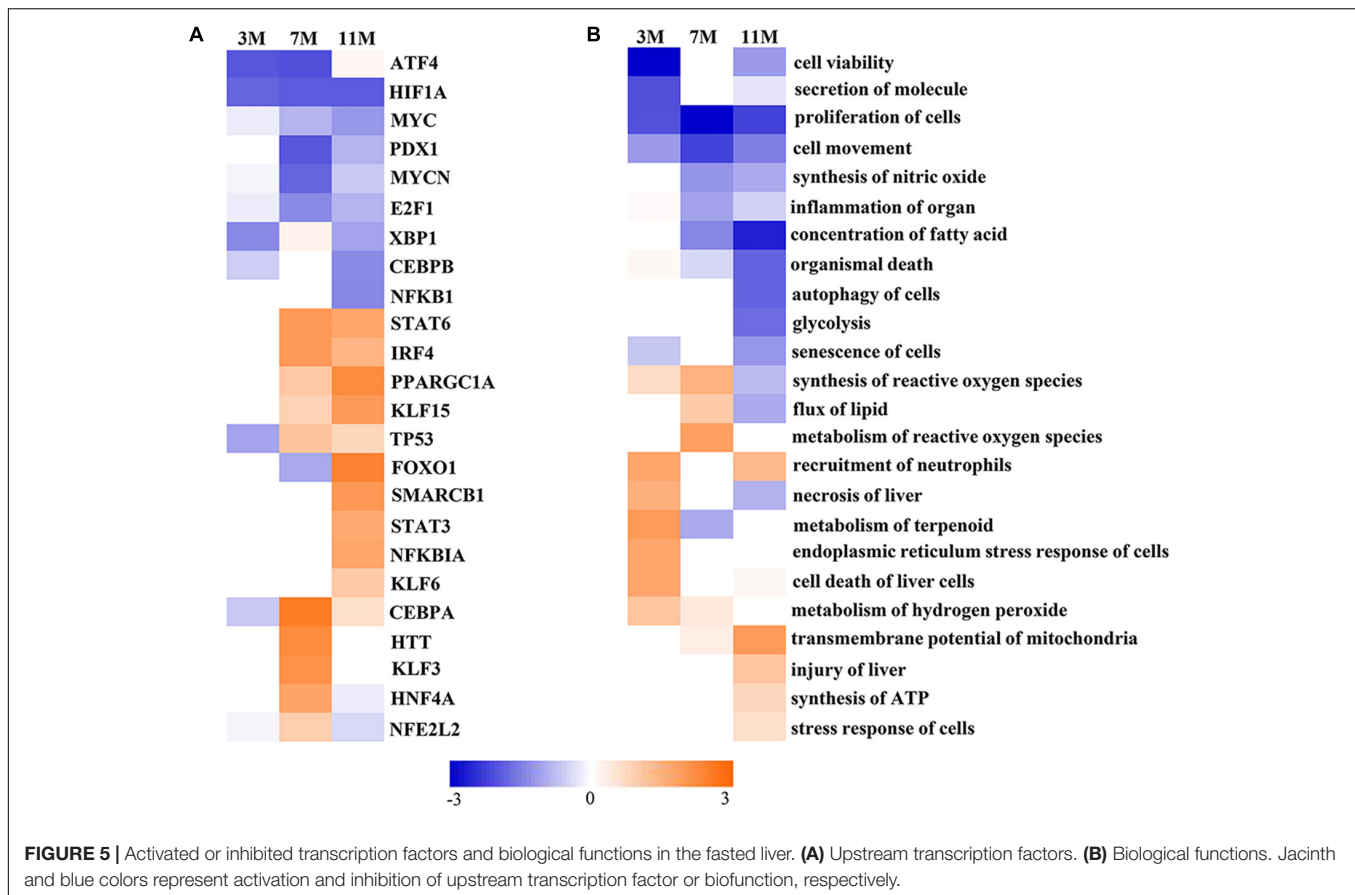 A
3M 7M 11M
ATF4
HIF1A
MYC
PDX1
MYCN
E2F1
XBP1
CEBPB
NFKB1
STAT6
IRF4
PPARGC1A
KLF15
TP53
FOXO1
SMARCB1
STAT3
NFKBIA
KLF6
CEBPA
HTT
KLF3
HNF4A
NFE2L2
B
3M 7M 11M
cell viability
secretion of molecule
proliferation of cells
cell movement
synthesis of nitric oxide
inflammation of organ
concentration of fatty acid
organismal death
autophagy of cells
glycolysis
senescence of cells
synthesis of reactive oxygen species
flux of lipid
metabolism of reactive oxygen species
recruitment of neutrophils
necrosis of liver
metabolism of terpenoid
endoplasmic reticulum stress response of cells
cell death of liver cells
metabolism of hydrogen peroxide
transmembrane potential of mitochondria
injury of liver
synthesis of ATP
stress response of cells
-3 0 3
FIGURE 5 | Activated or inhibited transcription factors and biological functions in the fasted liver. (A) Upstream transcription factors. (B) Biological functions. Jacinth
and blue colors represent activation and inhibition of upstream transcription factor or biofunction, respectively.